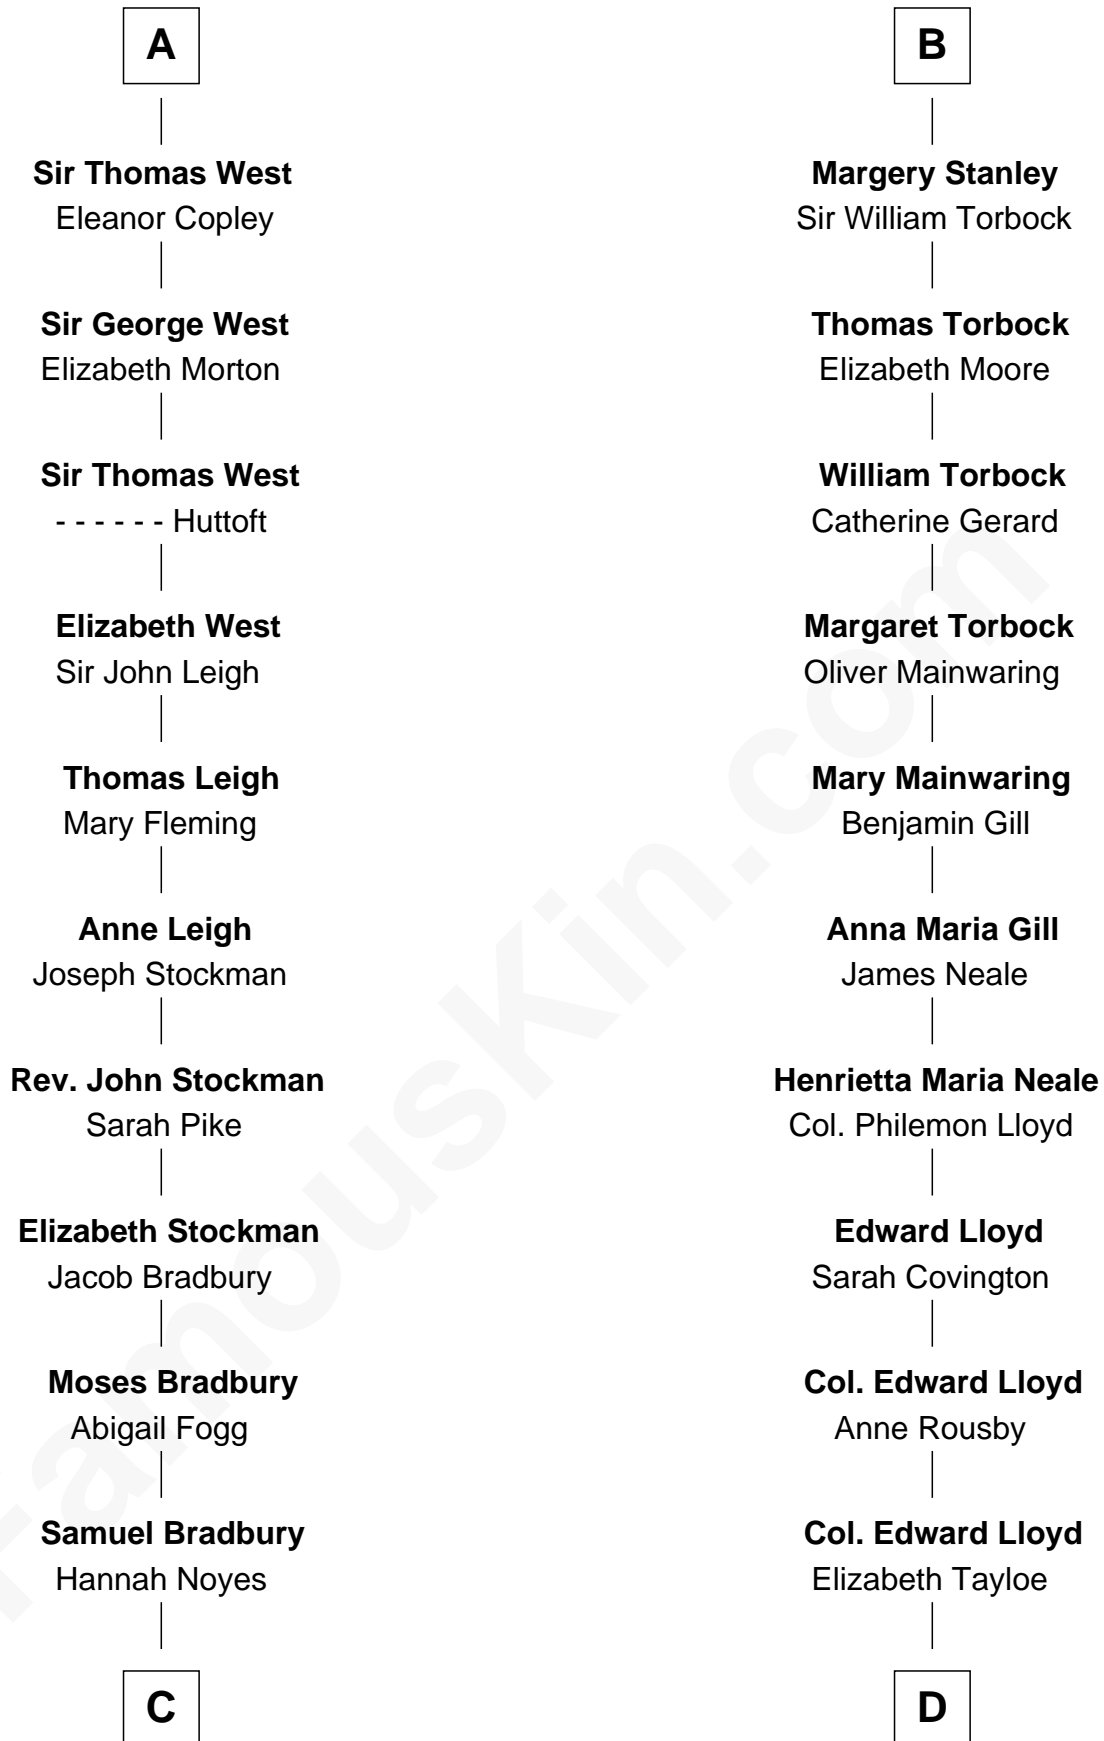 A
Sir Thomas West
Eleanor Copley
Sir George West
Elizabeth Morton
Sir Thomas West
- - - - - - Huttoft
Elizabeth West
Sir John Leigh
Thomas Leigh
Mary Fleming
Anne Leigh
Joseph Stockman
Rev. John Stockman
Sarah Pike
Elizabeth Stockman
Jacob Bradbury
Moses Bradbury
Abigail Fogg
Samuel Bradbury
Hannah Noyes
C
B
Margery Stanley
Sir William Torbock
Thomas Torbock
Elizabeth Moore
William Torbock
Catherine Gerard
Margaret Torbock
Oliver Mainwaring
Mary Mainwaring
Benjamin Gill
Anna Maria Gill
James Neale
Henrietta Maria Neale
Col. Philemon Lloyd
Edward Lloyd
Sarah Covington
Col. Edward Lloyd
Anne Rousby
Col. Edward Lloyd
Elizabeth Tayloe
D
FamousKin.com